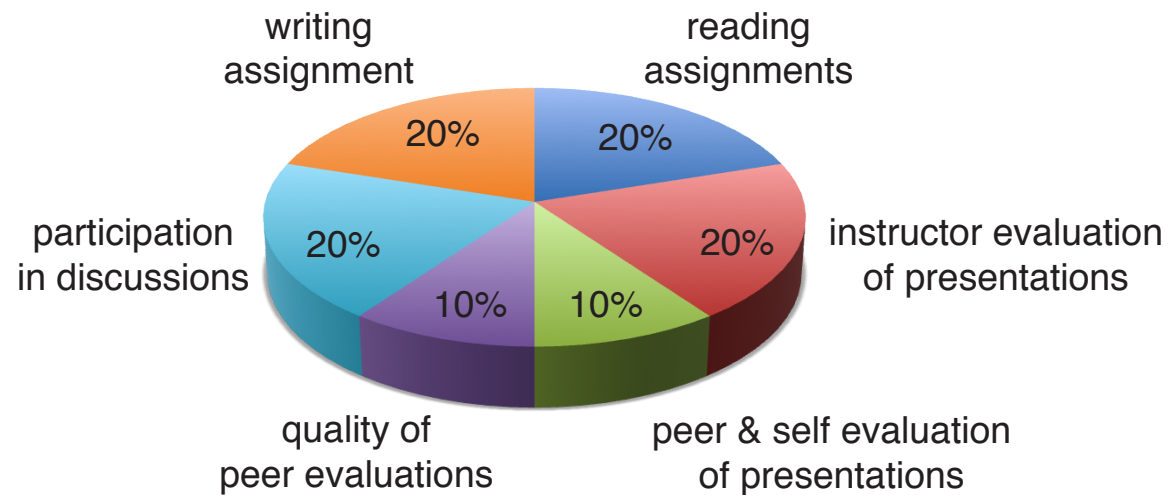 writing
assignment
reading
assignments
20%
20%
participation
in discussions
20%
20%
instructor evaluation
of presentations
10%
10%
quality of
peer evaluations
peer & self evaluation
of presentations